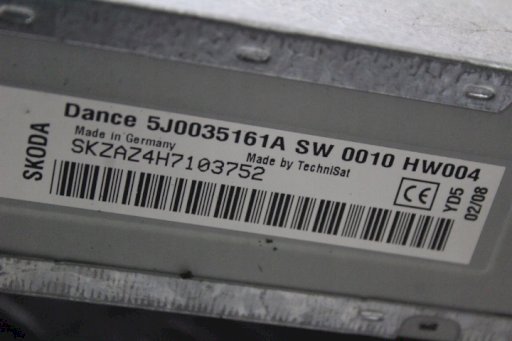 SKODA
Dance 5J0035161A SW 0010 HW004
Made in Germany
Made by TechniSat
SKZAZ4H7103752
CE
YD5
02/08